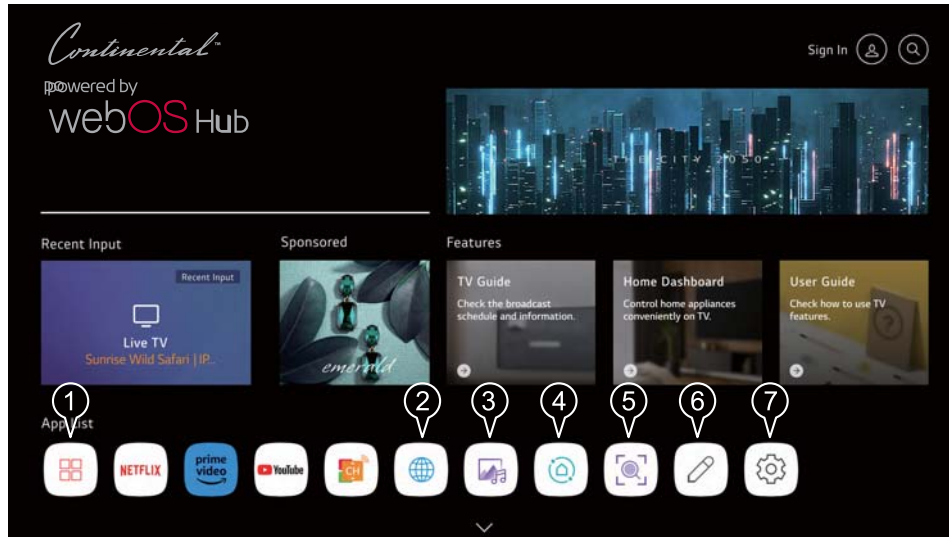 Continental™
Sign In
powered by
webOS Hub
THE CITY 2050
Recent Input
Sponsored
Features
Recent Input
Live TV
Sunrise Wild Safari | IP...
emerald
TV Guide
Check the broadcast
schedule and information.
Home Dashboard
Control home appliances
conveniently on TV.
User Guide
Check how to use TV
features.
1
2
3
4
5
6
7
App List
NETFLIX
prime
video
YouTube
CH